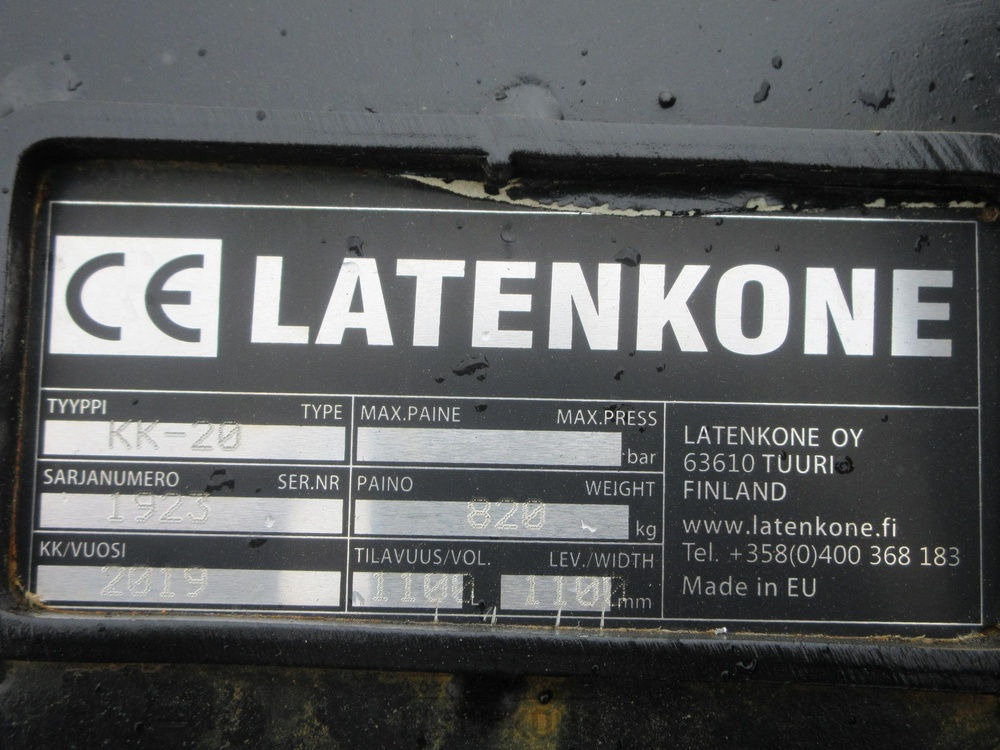 CE LATENKONE
TYYPPI TYPE
KK-20
SARJANUMERO SER.NR
1923
KK/VUOSI
2019
MAX.PAINE MAX.PRESS
bar
PAINO WEIGHT
820 kg
TILAVUUS/VOL. LEV./WIDTH
1100 L 1100 mm
LATENKONE OY
63610 TUURI
FINLAND
www.latenkone.fi
Tel. +358(0)400 368 183
Made in EU